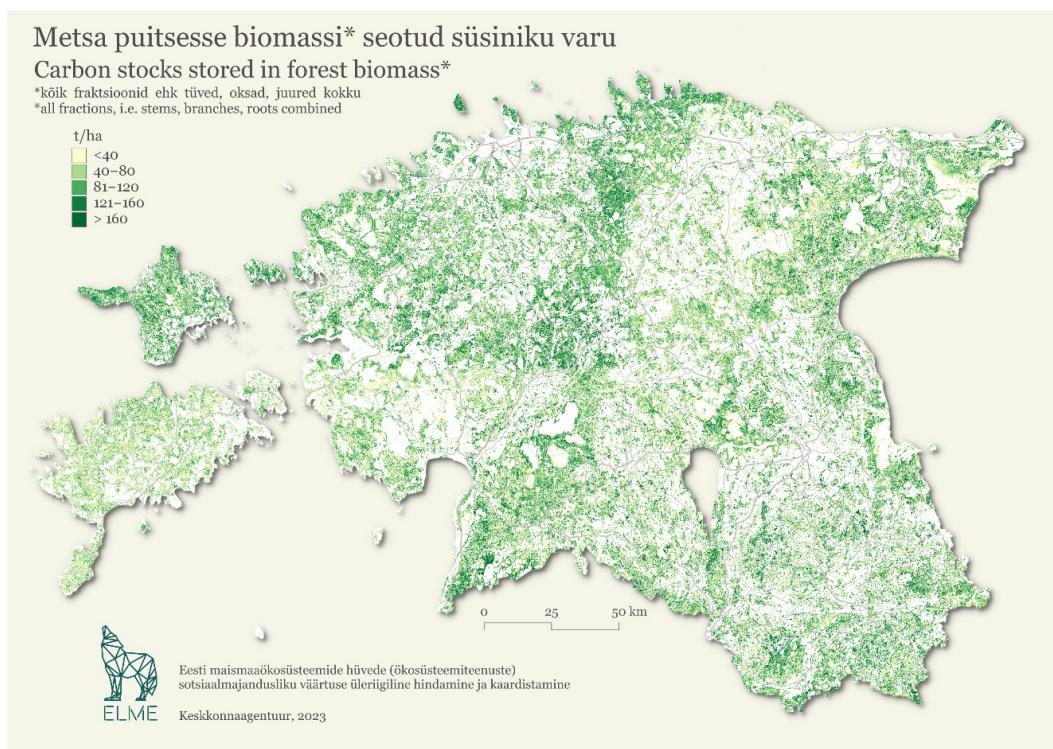 Metsa puitsesse biomassi* seotud süsiniku varu
Carbon stocks stored in forest biomass*
*kõik fraktsioonid ehk tüved, oksad, juured kokku
*all fractions, i.e. stems, branches, roots combined
t/ha
<40
40–80
81–120
121–160
> 160
0 25 50 km
Eesti maismaaökosüsteemide hüvede (ökosüsteemiteenuste)
sotsiaalmajandusliku väärtuse üleriigiline hindamine ja kaardistamine
ELME
Keskkonnaagentuur, 2023